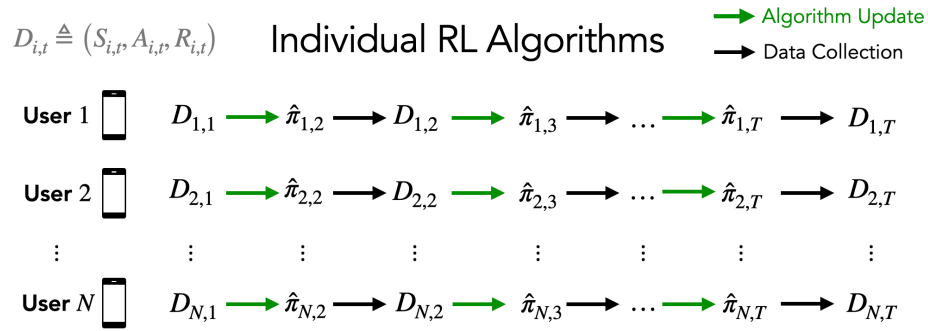 D_{i,t} ≜ (S_{i,t}, A_{i,t}, R_{i,t})
Individual RL Algorithms
Algorithm Update
Data Collection
User 1 D_{1,1} → π̂_{1,2} → D_{1,2} → π̂_{1,3} → … → π̂_{1,T} → D_{1,T}
User 2 D_{2,1} → π̂_{2,2} → D_{2,2} → π̂_{2,3} → … → π̂_{2,T} → D_{2,T}
⋮ ⋮ ⋮ ⋮ ⋮ ⋮ ⋮ ⋮
User N D_{N,1} → π̂_{N,2} → D_{N,2} → π̂_{N,3} → … → π̂_{N,T} → D_{N,T}